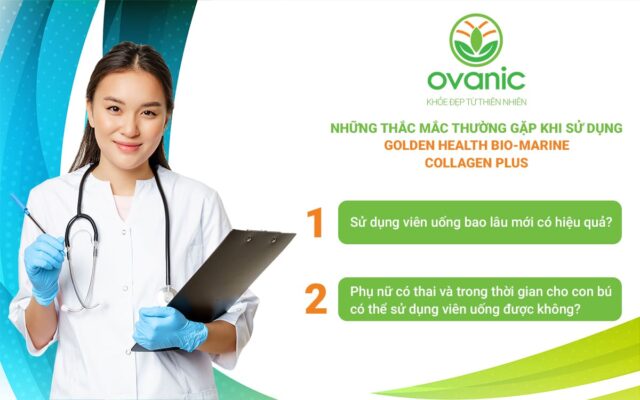 ovanic
KHỎE ĐẸP TỪ THIÊN NHIÊN
NHỮNG THẮC MẮC THƯỜNG GẶP KHI SỬ DỤNG
GOLDEN HEALTH BIO-MARINE
COLLAGEN PLUS
1 Sử dụng viên uống bao lâu mới có hiệu quả?
2 Phụ nữ có thai và trong thời gian cho con bú
có thể sử dụng viên uống được không?